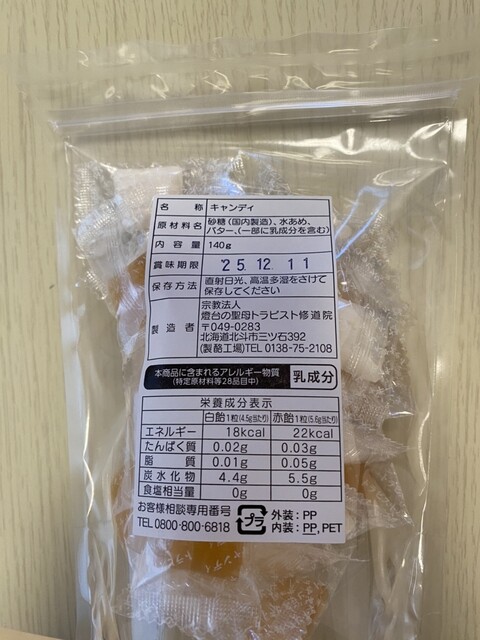 名称 キャンディ
原材料名 砂糖(国内製造)、水あめ、
バター、(一部に乳成分を含む)
内容量 140g
賞味期限 25.12.11
保存方法 直射日光、高温多湿をさけて
保存してください
製造者 宗教法人
燈台の聖母トラピスト修道院
〒049-0283
北海道北斗市三ツ石392
(製酪工場)TEL 0138-75-2108
本商品に含まれるアレルギー物質
(特定原材料等28品目中)
乳成分
栄養成分表示
白飴1粒(4.5g当たり) 赤飴1粒(5.6g当たり)
エネルギー 18kcal 22kcal
たんぱく質 0.02g 0.03g
脂質 0.01g 0.05g
炭水化物 4.4g 5.5g
食塩相当量 0g 0g
お客様相談専用番号
TEL 0800-800-6818
プラ
外装：PP
内装：PP, PET